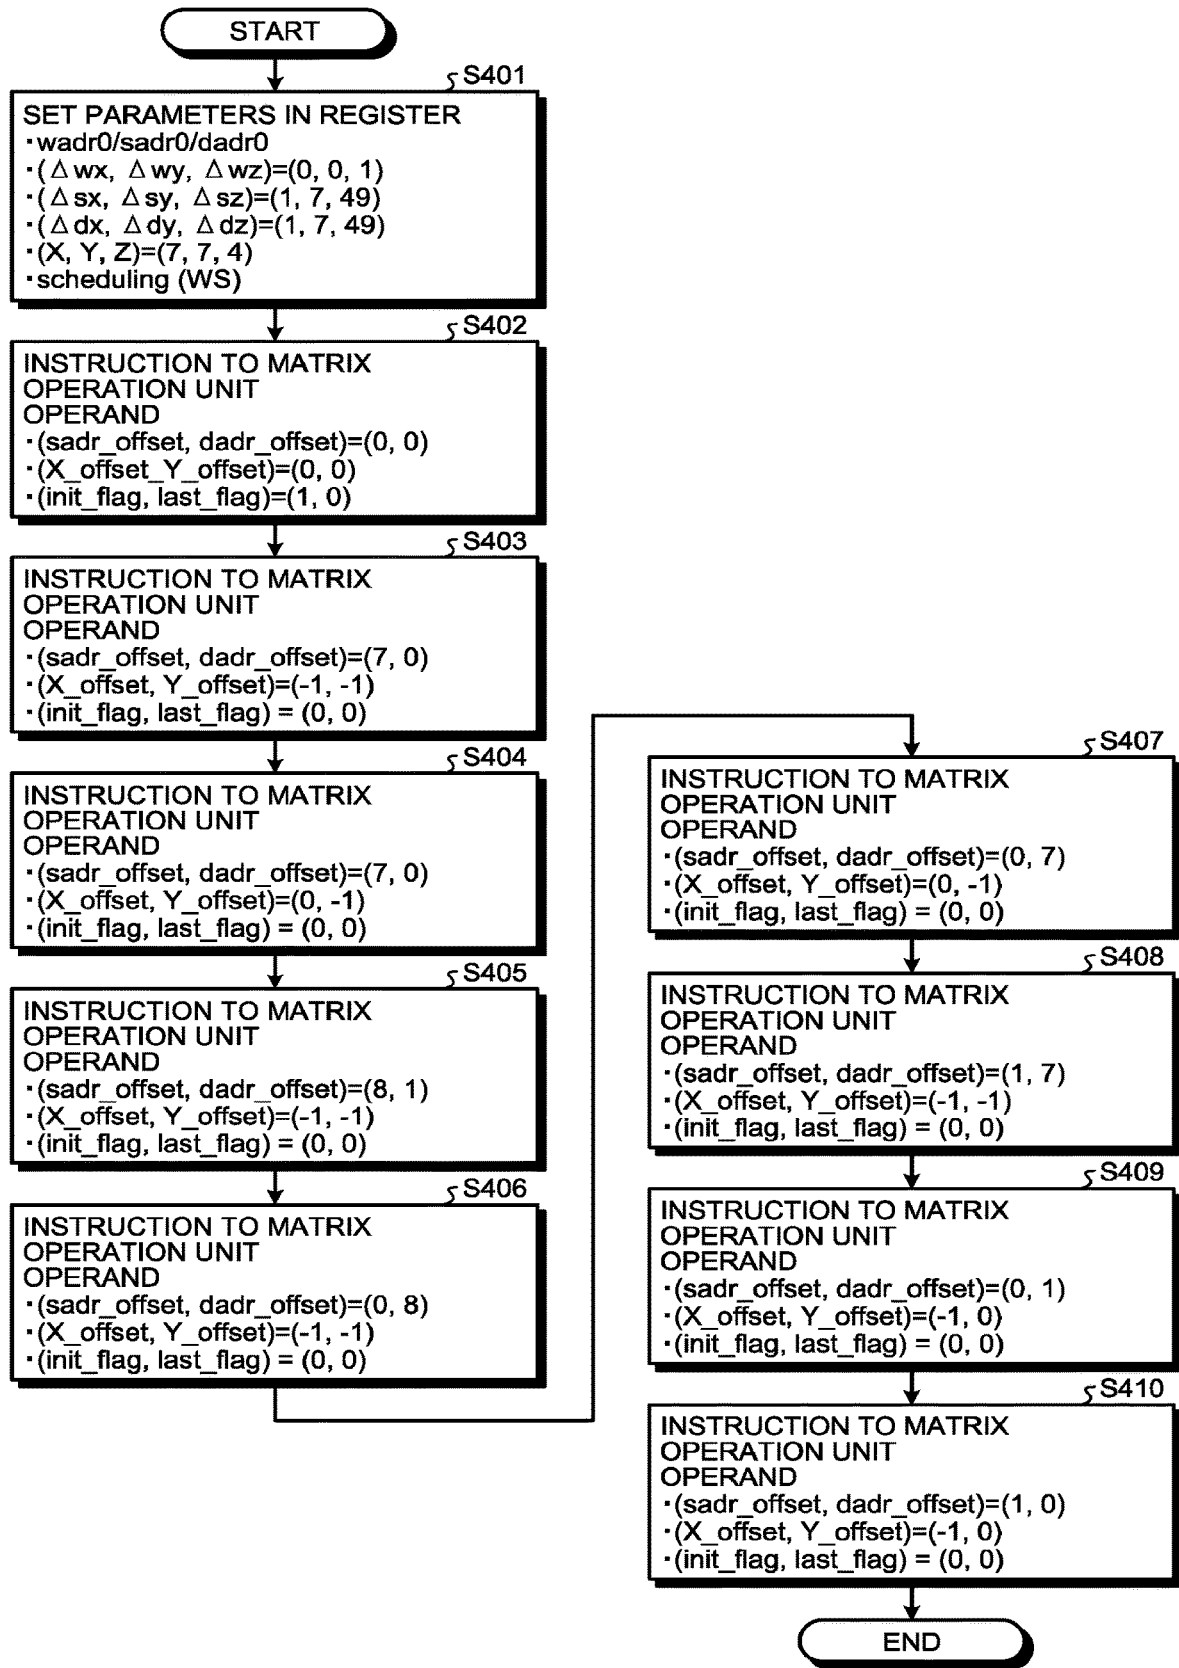 START
S401
SET PARAMETERS IN REGISTER
・wadr0/sadr0/dadr0
・(Δwx, Δwy, Δwz)=(0, 0, 1)
・(Δsx, Δsy, Δsz)=(1, 7, 49)
・(Δdx, Δdy, Δdz)=(1, 7, 49)
・(X, Y, Z)=(7, 7, 4)
・scheduling (WS)
S402
INSTRUCTION TO MATRIX
OPERATION UNIT
OPERAND
・(sadr_offset, dadr_offset)=(0, 0)
・(X_offset_Y_offset)=(0, 0)
・(init_flag, last_flag)=(1, 0)
S403
INSTRUCTION TO MATRIX
OPERATION UNIT
OPERAND
・(sadr_offset, dadr_offset)=(7, 0)
・(X_offset, Y_offset)=(-1, -1)
・(init_flag, last_flag) = (0, 0)
S404
INSTRUCTION TO MATRIX
OPERATION UNIT
OPERAND
・(sadr_offset, dadr_offset)=(7, 0)
・(X_offset, Y_offset)=(0, -1)
・(init_flag, last_flag) = (0, 0)
S405
INSTRUCTION TO MATRIX
OPERATION UNIT
OPERAND
・(sadr_offset, dadr_offset)=(8, 1)
・(X_offset, Y_offset)=(-1, -1)
・(init_flag, last_flag) = (0, 0)
S406
INSTRUCTION TO MATRIX
OPERATION UNIT
OPERAND
・(sadr_offset, dadr_offset)=(0, 8)
・(X_offset, Y_offset)=(-1, -1)
・(init_flag, last_flag) = (0, 0)
S407
INSTRUCTION TO MATRIX
OPERATION UNIT
OPERAND
・(sadr_offset, dadr_offset)=(0, 7)
・(X_offset, Y_offset)=(0, -1)
・(init_flag, last_flag) = (0, 0)
S408
INSTRUCTION TO MATRIX
OPERATION UNIT
OPERAND
・(sadr_offset, dadr_offset)=(1, 7)
・(X_offset, Y_offset)=(-1, -1)
・(init_flag, last_flag) = (0, 0)
S409
INSTRUCTION TO MATRIX
OPERATION UNIT
OPERAND
・(sadr_offset, dadr_offset)=(0, 1)
・(X_offset, Y_offset)=(-1, 0)
・(init_flag, last_flag) = (0, 0)
S410
INSTRUCTION TO MATRIX
OPERATION UNIT
OPERAND
・(sadr_offset, dadr_offset)=(1, 0)
・(X_offset, Y_offset)=(-1, 0)
・(init_flag, last_flag) = (0, 0)
END